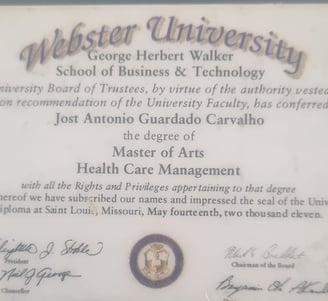 Webster University
George Herbert Walker
School of Business & Technology
niversity Board of Trustees, by virtue of the authority vested
on recommendation of the University Faculty, has conferred
Jost Antonio Guardado Carvalho
the degree of
Master of Arts
Health Care Management
with all the Rights and Privileges appertaining to that degree
hereof we have subscribed our names and impressed the seal of the Univ
iploma at Saint Loui, Missouri, May fourteenth, two thousand eleven.
President
Chairman of the Board
Neil J George
Chancellor